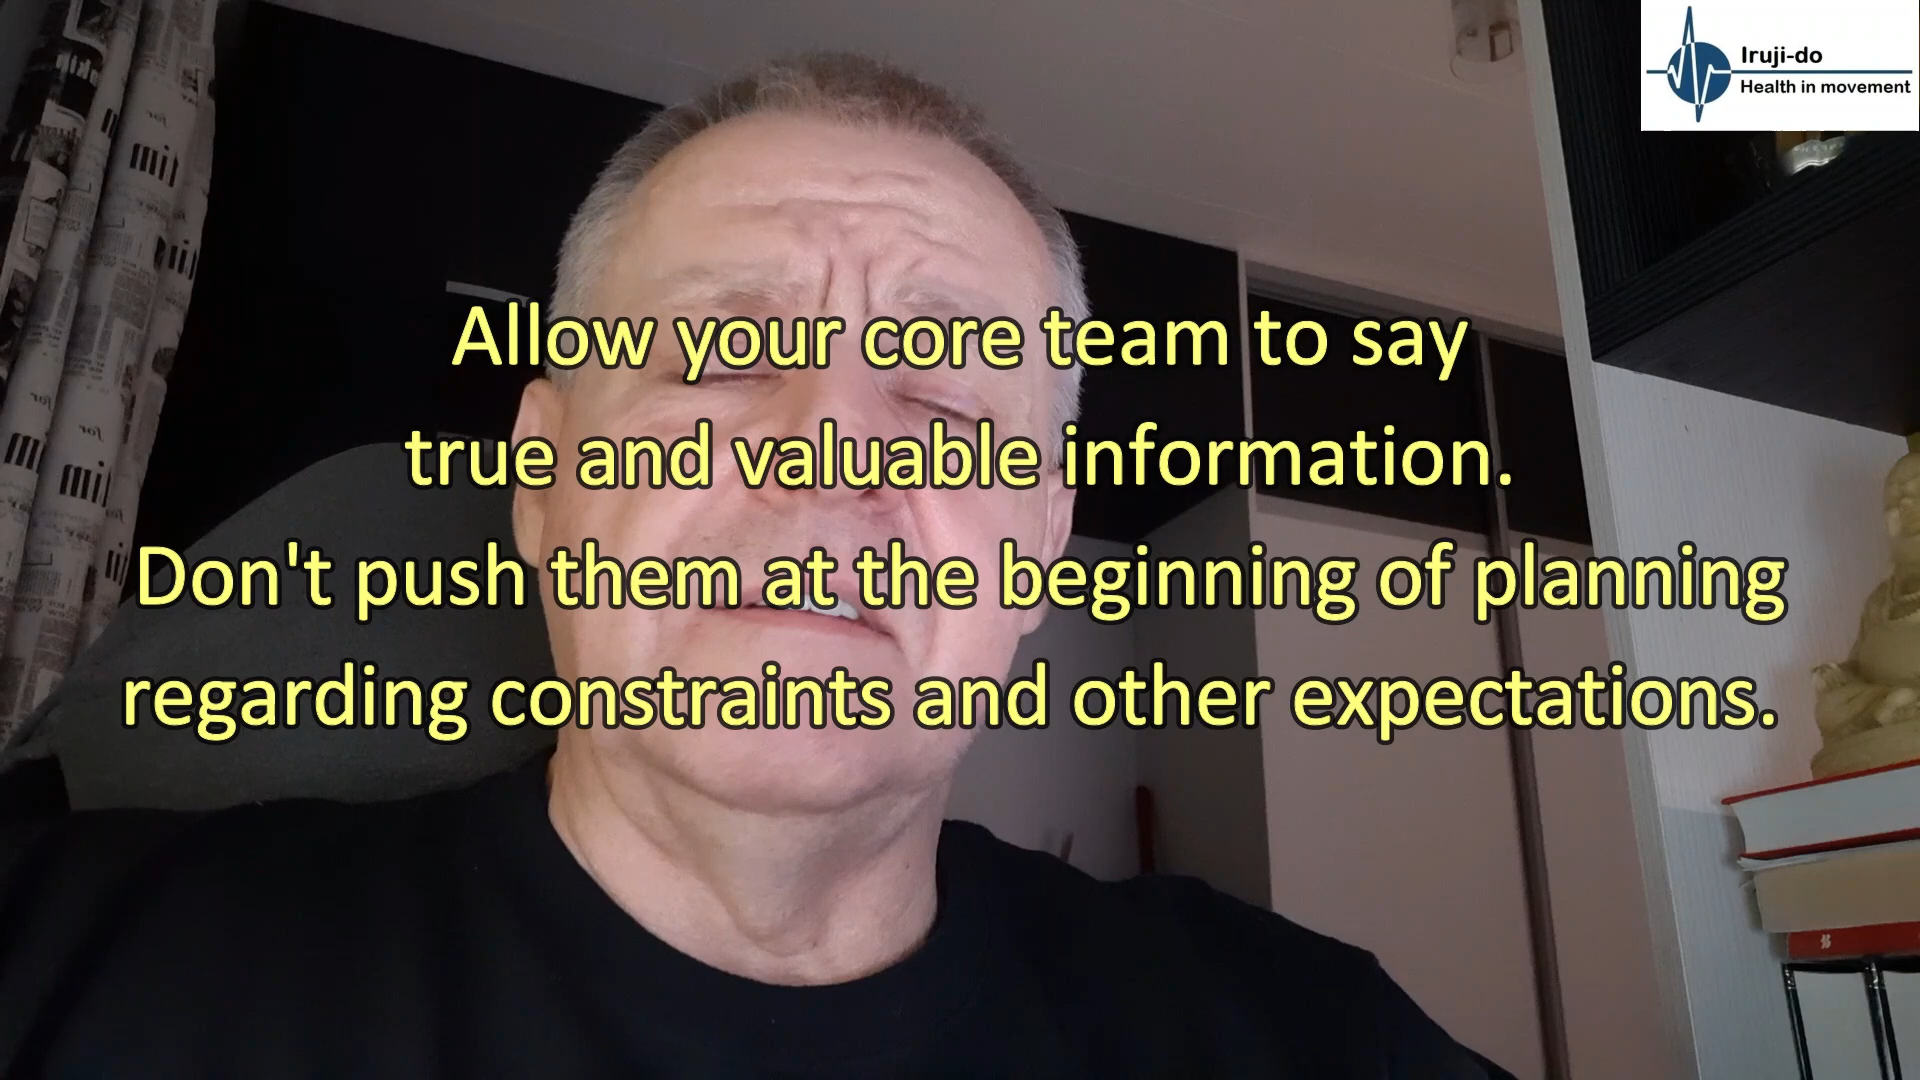 Iruji-do
Health in movement
Allow your core team to say
true and valuable information.
Don't push them at the beginning of planning
regarding constraints and other expectations.